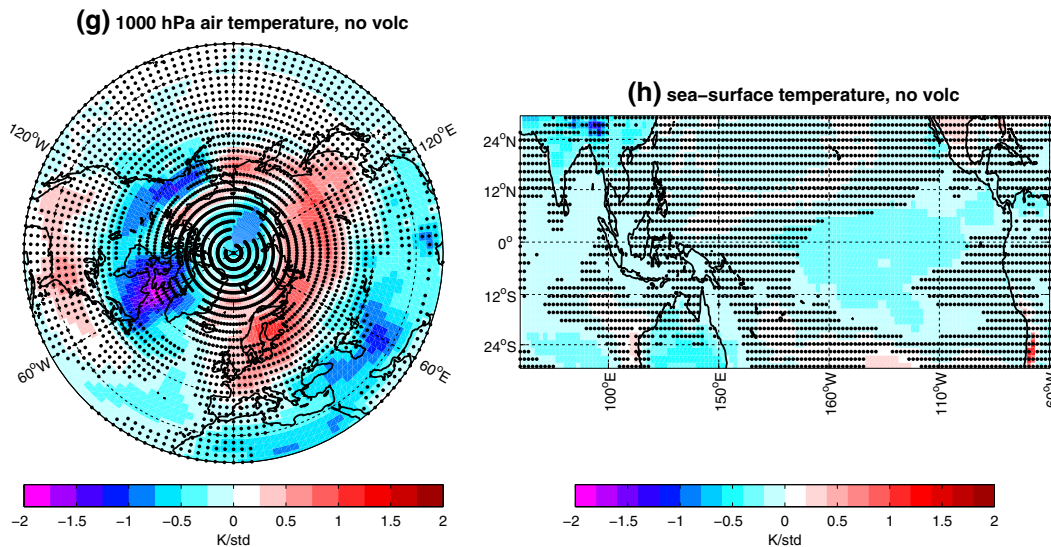 (g) 1000 hPa air temperature, no volc
120°W
120°E
60°W
60°E
−2 −1.5 −1 −0.5 0 0.5 1 1.5 2
K/std
(h) sea−surface temperature, no volc
24°N
12°N
0°
12°S
24°S
100°E 150°E 160°W 110°W 60°W
−2 −1.5 −1 −0.5 0 0.5 1 1.5 2
K/std